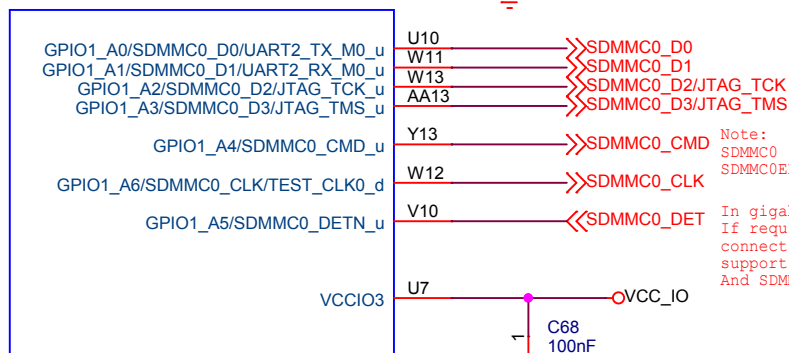 GPIO1_A0/SDMMC0_D0/UART2_TX_M0_u U10 SDMMC0_D0
GPIO1_A1/SDMMC0_D1/UART2_RX_M0_u W11 SDMMC0_D1
GPIO1_A2/SDMMC0_D2/JTAG_TCK_u W13 SDMMC0_D2/JTAG_TCK
GPIO1_A3/SDMMC0_D3/JTAG_TMS_u AA13 SDMMC0_D3/JTAG_TMS
GPIO1_A4/SDMMC0_CMD_u Y13 SDMMC0_CMD
GPIO1_A6/SDMMC0_CLK/TEST_CLK0_d W12 SDMMC0_CLK
GPIO1_A5/SDMMC0_DETN_u V10 SDMMC0_DET
Note:
SDMMC0
In
If
connect
support
And
VCCIO3 U7 VCC_IO
1 C68
100nF